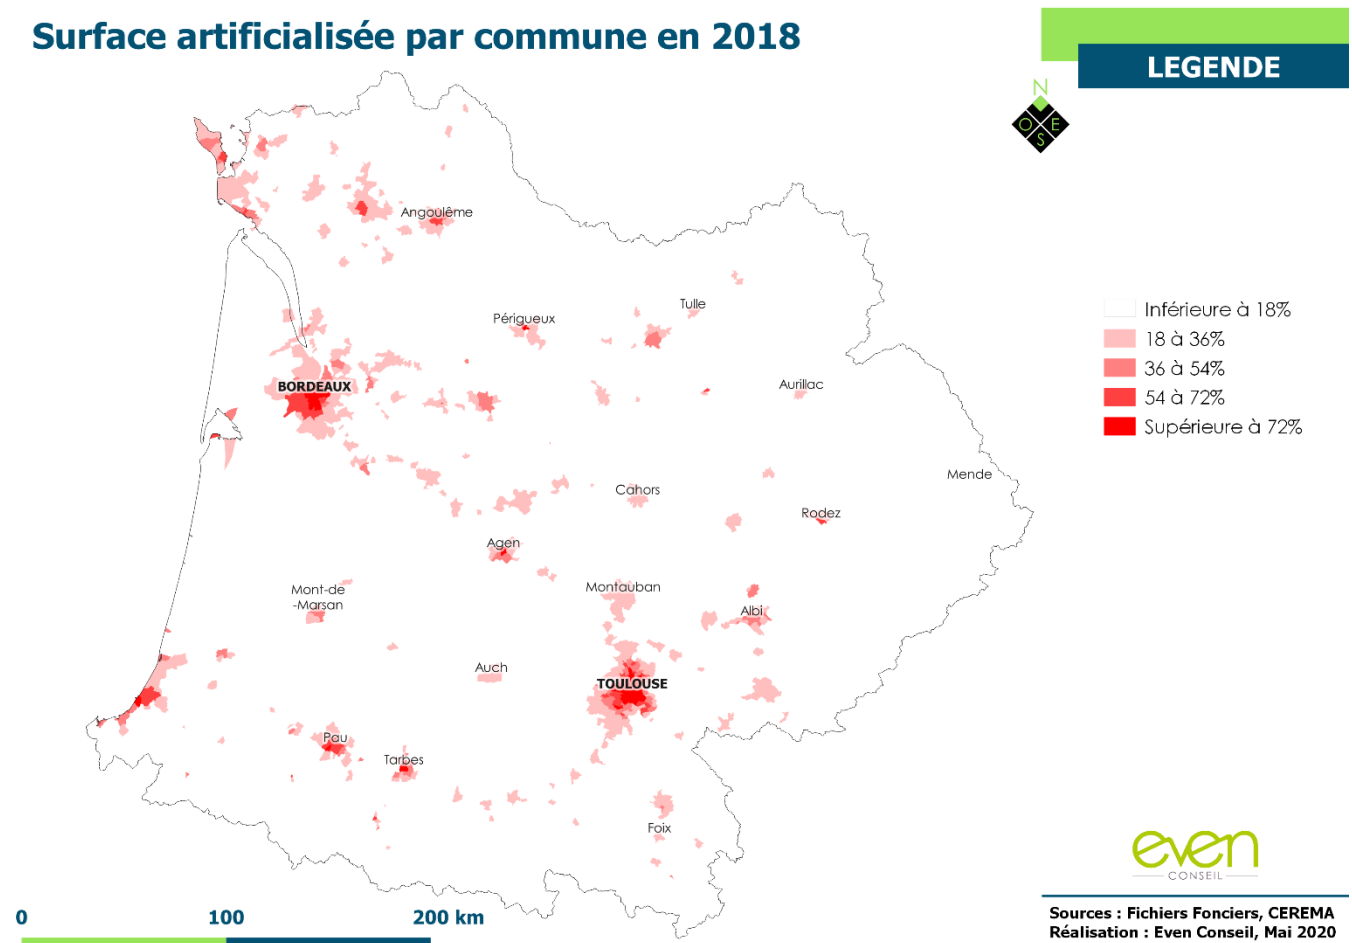 Surface artificialisée par commune en 2018
LEGENDE
N
O E
S
Angoulême
Périgueux
Tulle
BORDEAUX
Aurillac
Inférieure à 18%
18 à 36%
36 à 54%
54 à 72%
Supérieure à 72%
Mende
Cahors
Rodez
Agen
Mont-de
-Marsan
Montauban
Albi
Auch
TOULOUSE
Pau
Tarbes
Foix
even
CONSEIL
0 100 200 km
Sources : Fichiers Fonciers, CEREMA
Réalisation : Even Conseil, Mai 2020